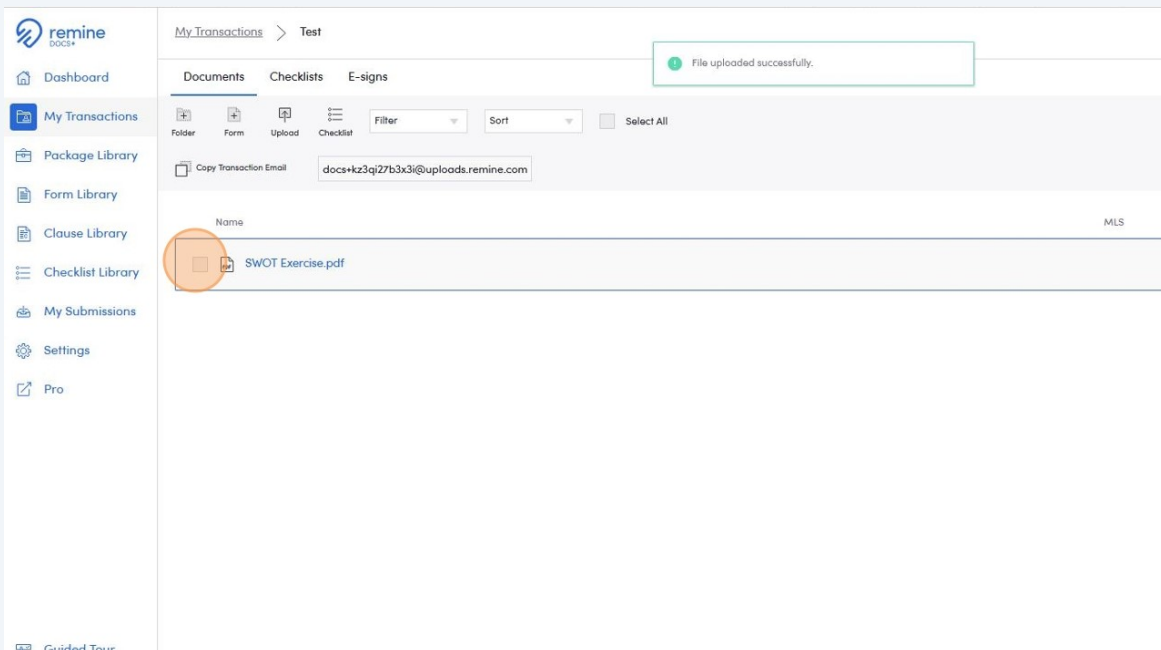 remine
DOCS+
My Transactions
Test
File uploaded successfully.
Dashboard
My Transactions
Package Library
Form Library
Clause Library
Checklist Library
My Submissions
Settings
Pro
Guided Tour
Documents
Checklists
E-signs
Folder
Form
Upload
Checklist
Filter
Sort
Select All
Copy Transaction Email
docs+kz3qi27b3x3i@uploads.remine.com
Name
MLS
PDF
SWOT Exercise.pdf